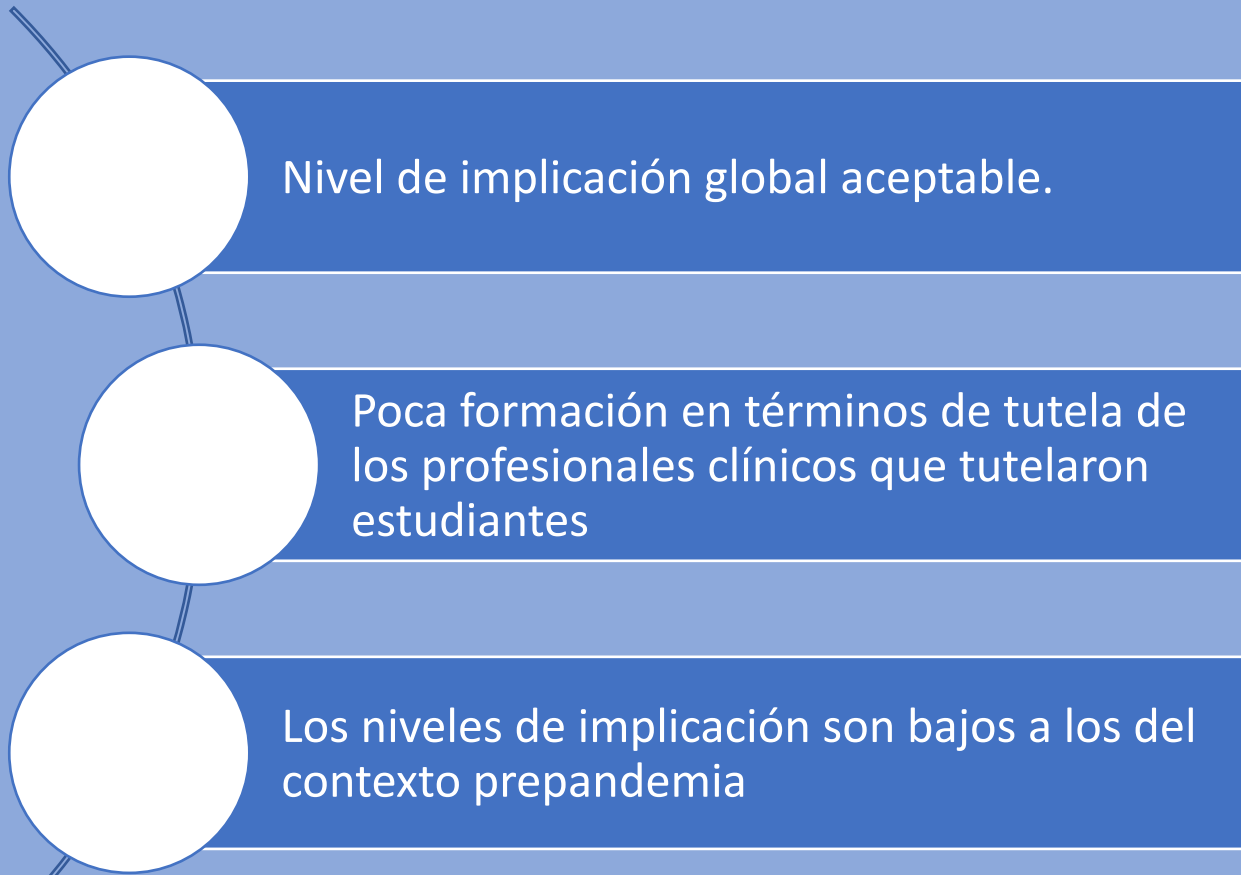 Nivel de implicación global aceptable.
Poca formación en términos de tutela de
los profesionales clínicos que tutelaron
estudiantes
Los niveles de implicación son bajos a los del
contexto prepandemia